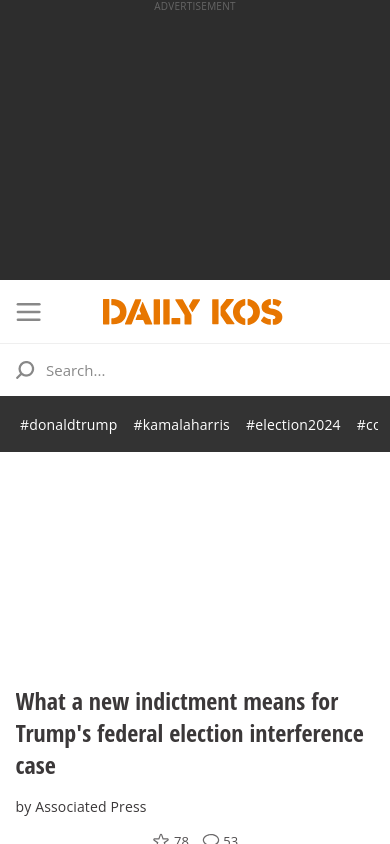 ADVERTISEMENT
DAILY KOS
Search...
#donaldtrump #kamalaharris #election2024
What a new indictment means for
Trump's federal election interference
case
by Associated Press
78 53